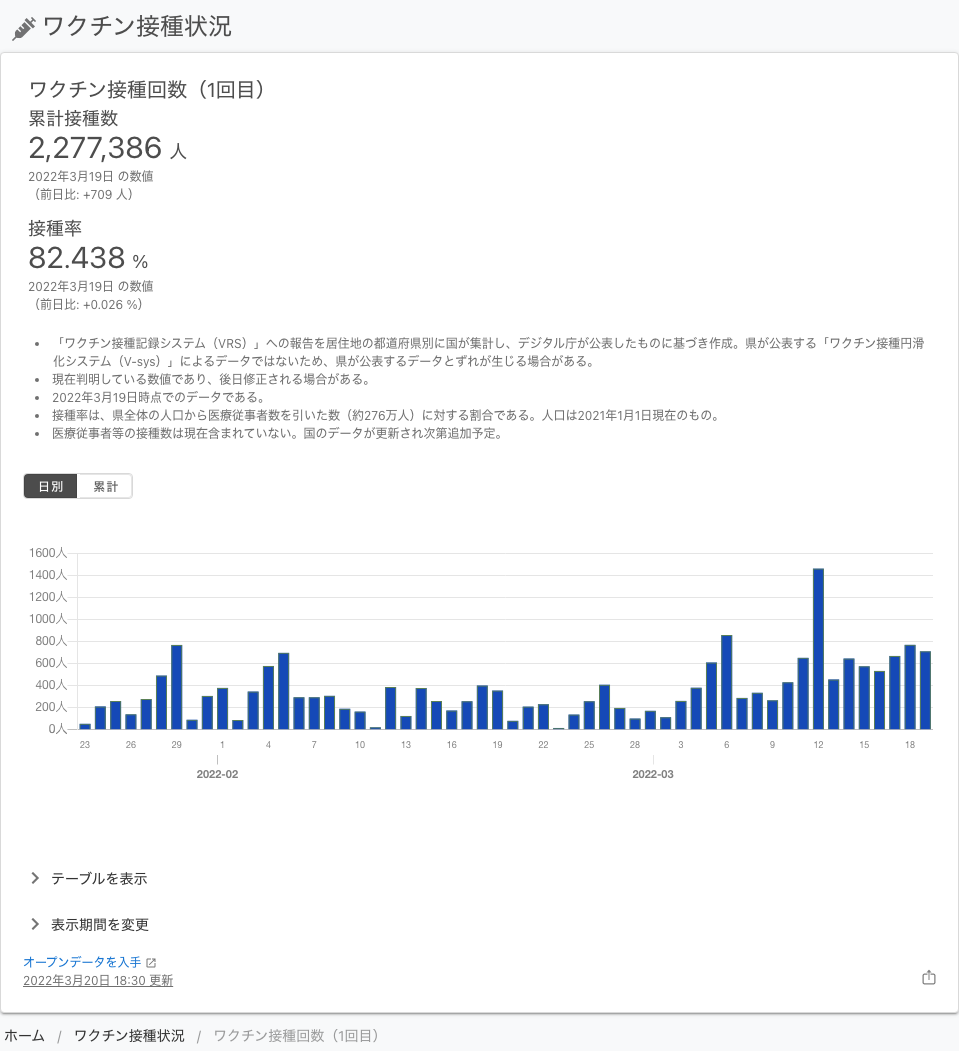 ワクチン接種状況
ワクチン接種回数（1回目）
累計接種数
2,277,386 人
2022年3月19日 の数値
（前日比: +709 人）
接種率
82.438 %
2022年3月19日 の数値
（前日比: +0.026 %）
• 「ワクチン接種記録システム（VRS）」への報告を居住地の都道府県別に国が集計し、デジタル庁が公表したものに基づき作成。県が公表する「ワクチン接種円滑
化システム（V-sys）」によるデータではないため、県が公表するデータとずれが生じる場合がある。
• 現在判明している数値であり、後日修正される場合がある。
• 2022年3月19日時点でのデータである。
• 接種率は、県全体の人口から医療従事者数を引いた数（約276万人）に対する割合である。人口は2021年1月1日現在のもの。
• 医療従事者等の接種数は現在含まれていない。国のデータが更新され次第追加予定。
日別 累計
1600人
1400人
1200人
1000人
800人
600人
400人
200人
0人
23 26 29 1 4 7 10 13 16 19 22 25 28 3 6 9 12 15 18
2022-02 2022-03
テーブルを表示
表示期間を変更
オープンデータを入手
2022年3月20日 18:30 更新
ホーム / ワクチン接種状況 / ワクチン接種回数（1回目）